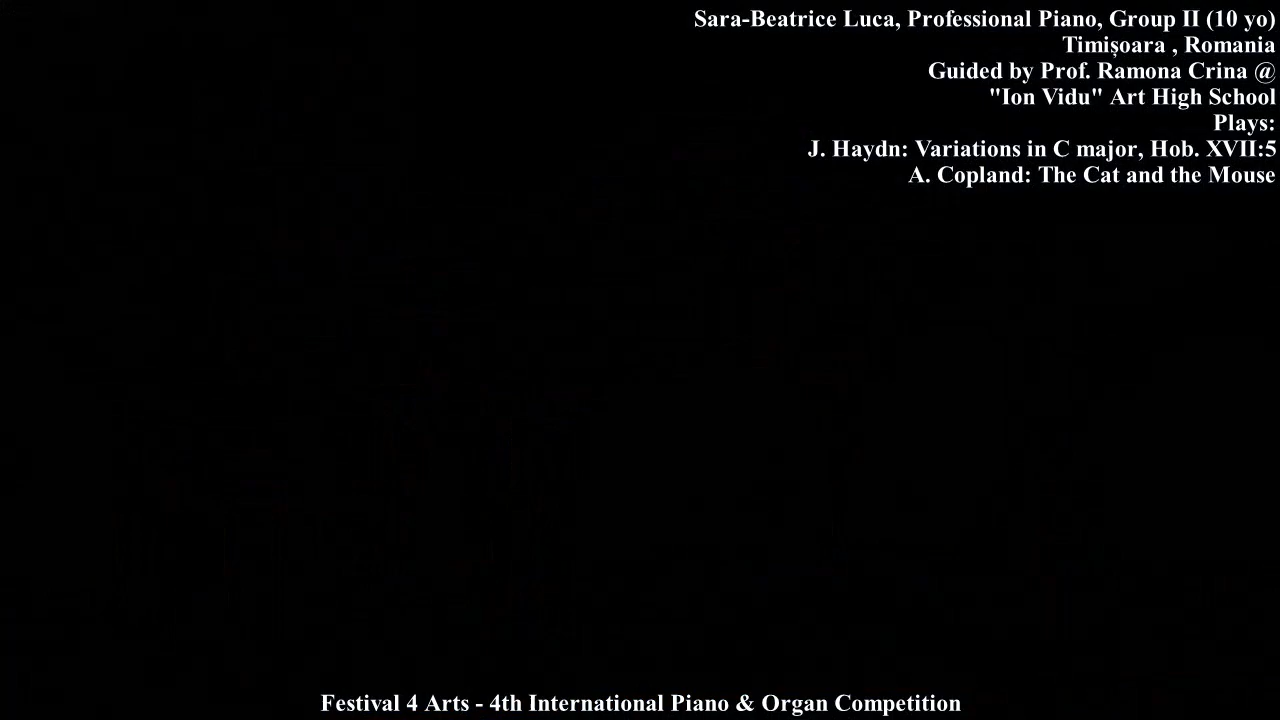 Sara-Beatrice Luca, Professional Piano, Group II (10 yo)
Timișoara , Romania
Guided by Prof. Ramona Crina @
"Ion Vidu" Art High School
Plays:
J. Haydn: Variations in C major, Hob. XVII:5
A. Copland: The Cat and the Mouse
Festival 4 Arts - 4th International Piano & Organ Competition